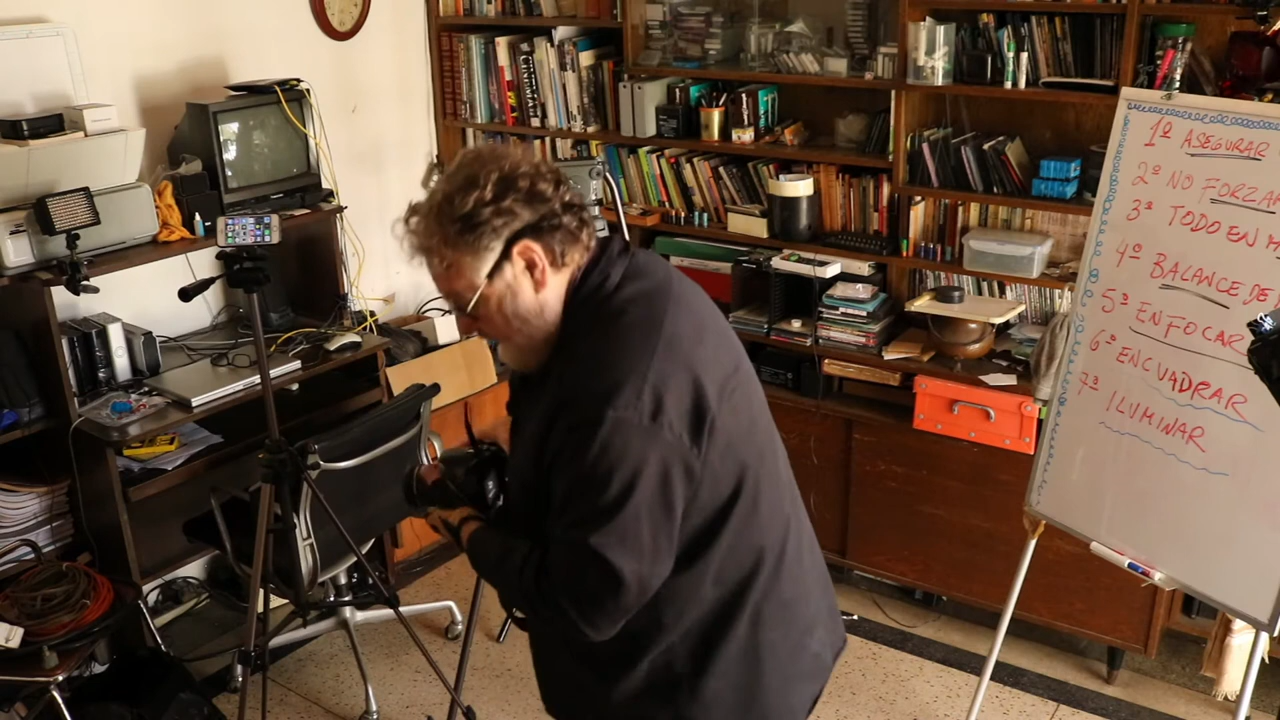 1º ASEGURAR
2º NO FORZAR
3º TODO EN M
4º BALANCE DE
5º ENFOCAR
6º ENCUADRAR
7º ILUMINAR